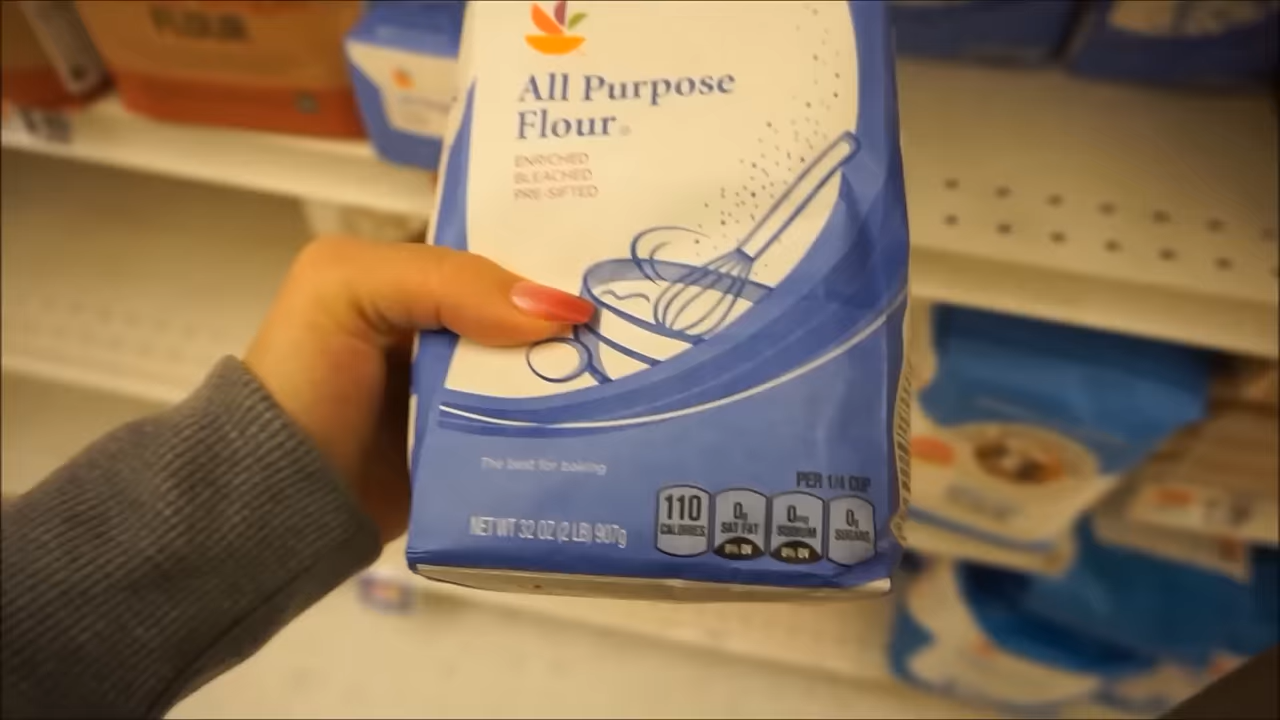 FLOUR
All Purpose
Flour
ENRICHED
BLEACHED
PRE-SIFTED
The best for baking
NET WT 32 OZ (2 LB) 907g
PER 1/4 CUP
110 CALORIES
0g SAT FAT 0% DV
0mg SODIUM 0% DV
0g SUGARS